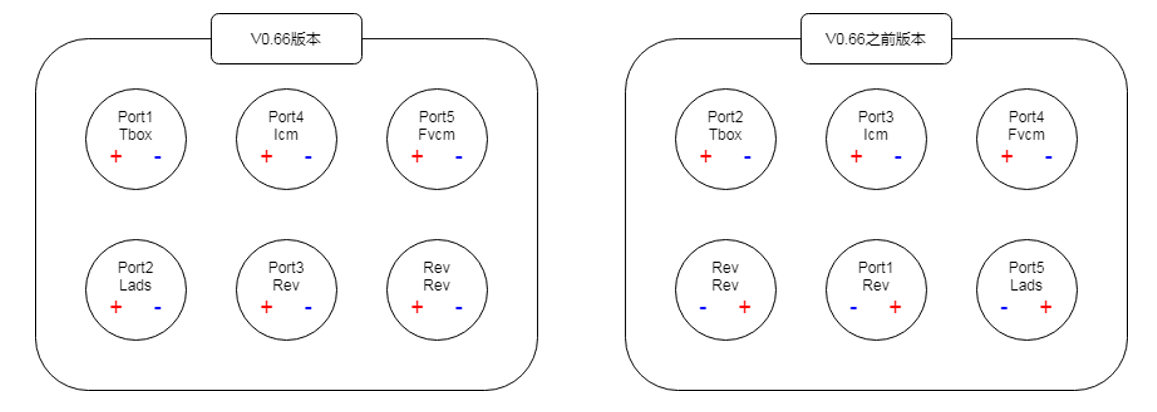 V0.66版本
Port1
Tbox
+ -
Port4
Icm
+ -
Port5
Fvcm
+ -
Port2
Lads
+ -
Port3
Rev
+ -
Rev
Rev
+ -
V0.66之前版本
Port2
Tbox
+ -
Port3
Icm
+ -
Port4
Fvcm
+ -
Rev
Rev
- +
Port1
Rev
- +
Port5
Lads
- +